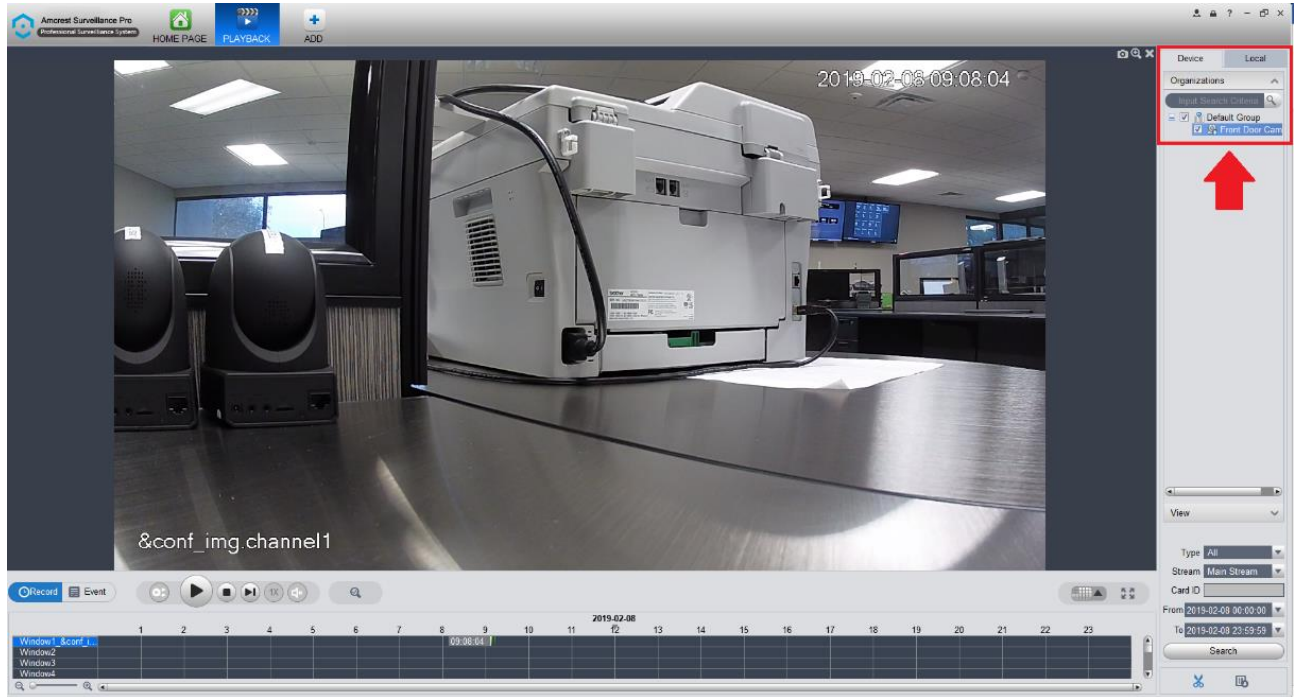 Amcrest Surveillance Pro
Professional Surveillance System
HOME PAGE
PLAYBACK
ADD
Device
Local
Organizations
Input Search Criteria
Default Group
Front Door Cam
2019-02-08 09:08:04
&conf_img.channel1
View
Type All
Stream Main Stream
Card ID
From 2019-02-08 00:00:00
To 2019-02-08 23:59:59
Search
Record
Event
1X
2019-02-08
1 2 3 4 5 6 7 8 9 10 11 12 13 14 15 16 17 18 19 20 21 22 23
Window1_&conf_i...
09:08:04
Window2
Window3
Window4